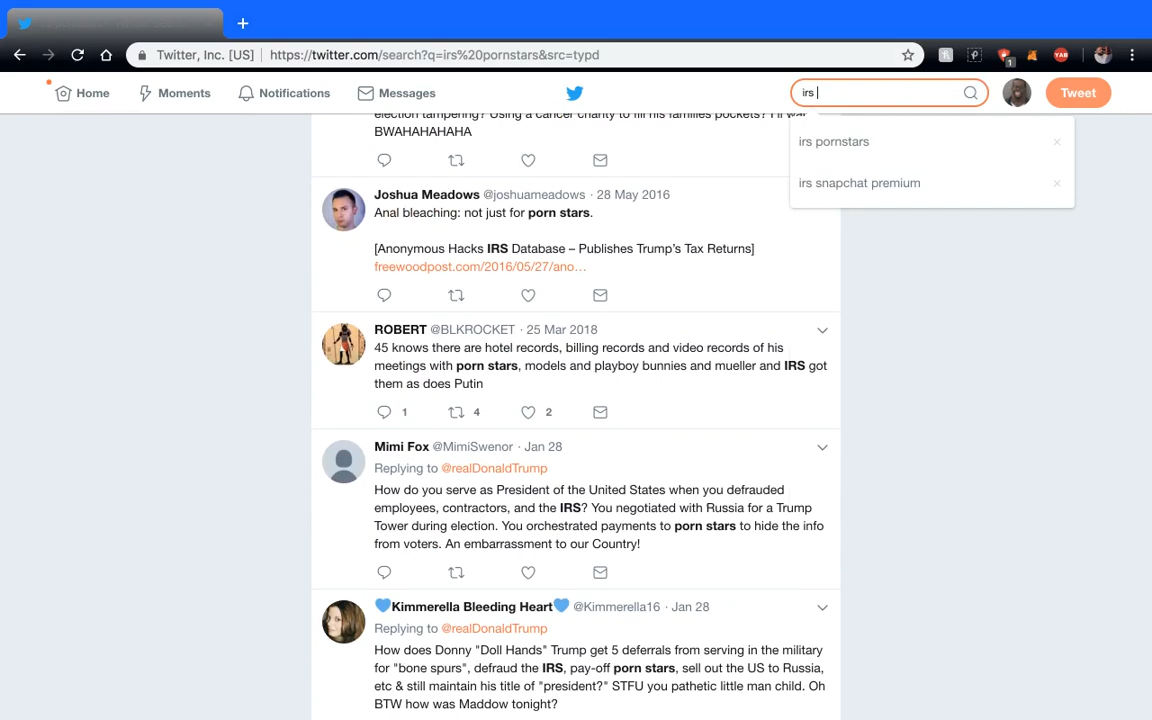 Twitter, Inc. [US] https://twitter.com/search?q=irs%20pornstars&src=typd
1
YAB
Home
Moments
Notifications
Messages
irs
Tweet
irs pornstars
irs snapchat premium
election tampering? Using a cancer charity to fill his families pockets? I'll
BWAHAHAHAHA
Joshua Meadows @joshuameadows · 28 May 2016
Anal bleaching: not just for porn stars.
[Anonymous Hacks IRS Database – Publishes Trump's Tax Returns]
freewoodpost.com/2016/05/27/ano…
ROBERT @BLKROCKET · 25 Mar 2018
45 knows there are hotel records, billing records and video records of his
meetings with porn stars, models and playboy bunnies and mueller and IRS got
them as does Putin
1 4 2
Mimi Fox @MimiSwenor · Jan 28
Replying to @realDonaldTrump
How do you serve as President of the United States when you defrauded
employees, contractors, and the IRS? You negotiated with Russia for a Trump
Tower during election. You orchestrated payments to porn stars to hide the info
from voters. An embarrassment to our Country!
💙Kimmerella Bleeding Heart💙 @Kimmerella16 · Jan 28
Replying to @realDonaldTrump
How does Donny "Doll Hands" Trump get 5 deferrals from serving in the military
for "bone spurs", defraud the IRS, pay-off porn stars, sell out the US to Russia,
etc & still maintain his title of "president?" STFU you pathetic little man child. Oh
BTW how was Maddow tonight?